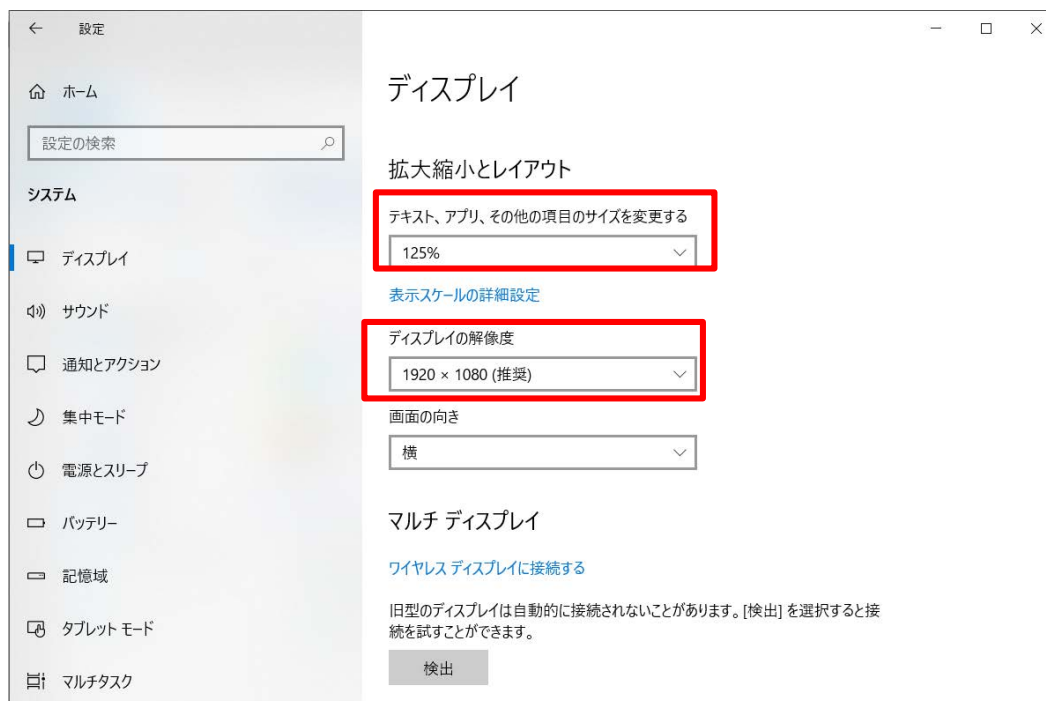 設定
ホーム
設定の検索
システム
ディスプレイ
サウンド
通知とアクション
集中モード
電源とスリープ
バッテリー
記憶域
タブレット モード
マルチタスク
ディスプレイ
拡大縮小とレイアウト
テキスト、アプリ、その他の項目のサイズを変更する
125%
表示スケールの詳細設定
ディスプレイの解像度
1920 × 1080 (推奨)
画面の向き
横
マルチ ディスプレイ
ワイヤレス ディスプレイに接続する
旧型のディスプレイは自動的に接続されないことがあります。[検出] を選択すると接
続を試すことができます。
検出